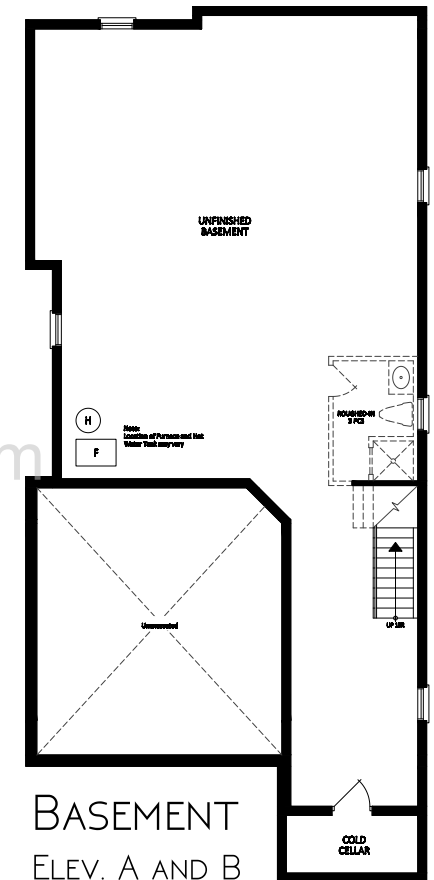 UNFINISHED
BASEMENT
ROUGHED-IN
3 PCE
H
F
Note:
Location of Furnace and Hot
Water Tank may vary
m
Unexcavated
UP
COLD
CELLAR
BASEMENT
ELEV. A AND B